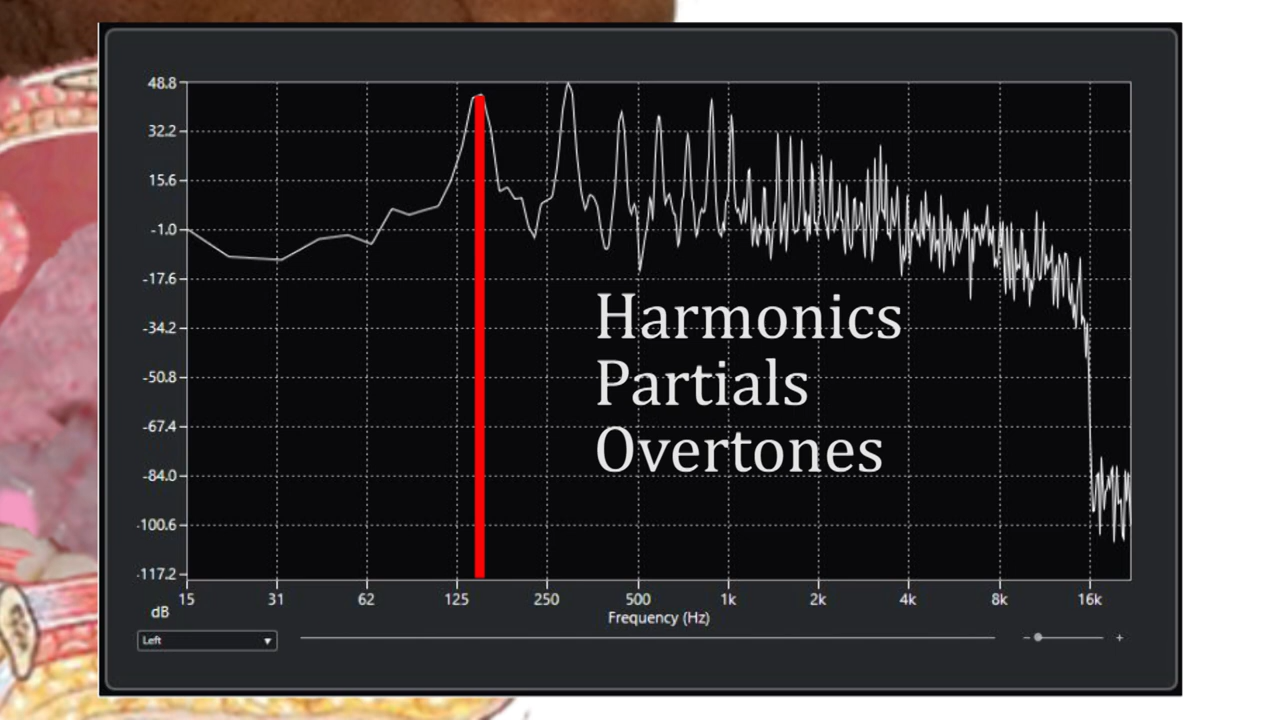 48.8
32.2
15.6
-1.0
-17.6
-34.2
-50.8
-67.4
-84.0
-100.6
-117.2
Harmonics
Partials
Overtones
15 31 62 125 250 500 1k 2k 4k 8k 16k
dB
Frequency (Hz)
Left
- +